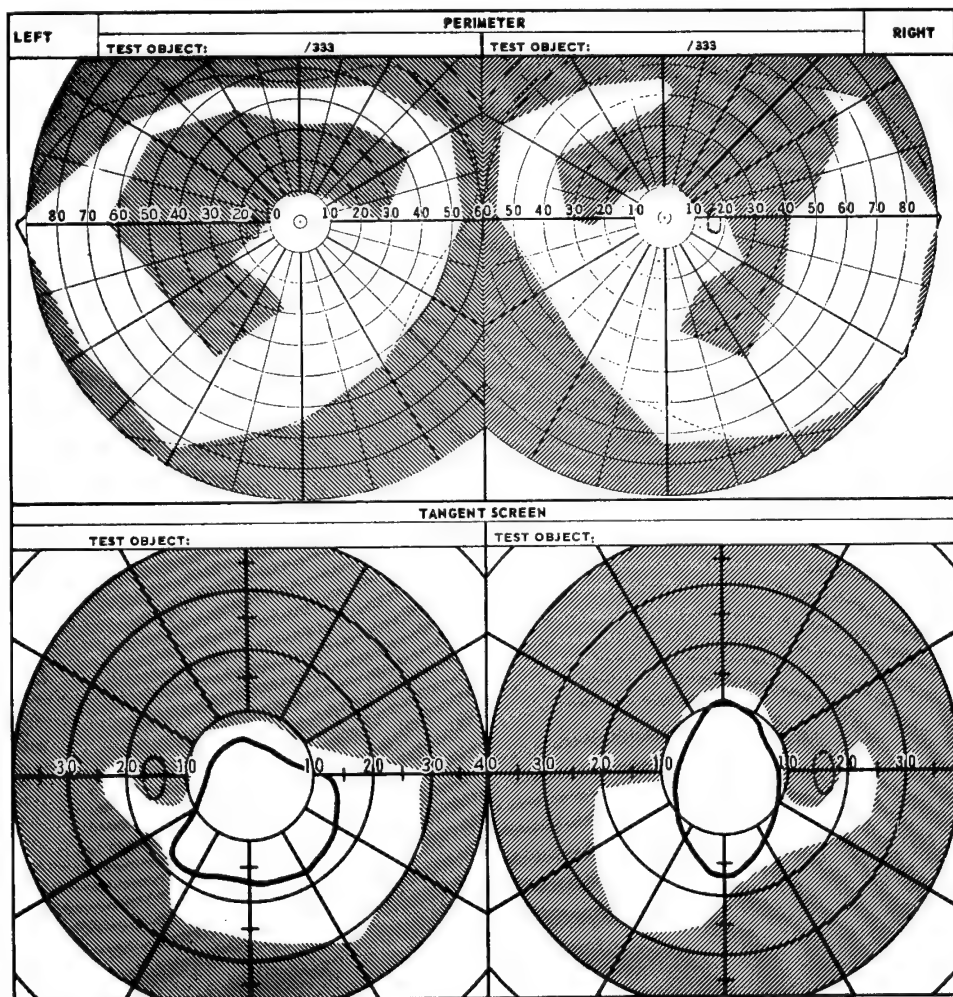 PERIMETER
LEFT RIGHT
TEST OBJECT: /333 TEST OBJECT: /333
80 70 60 50 40 30 20 10 10 20 30 40 50 60 50 40 30 20 10 10 20 30 40 50 60 70 80
TANGENT SCREEN
TEST OBJECT: TEST OBJECT:
30 20 10 10 20 30 40 30 20 10 10 20 30